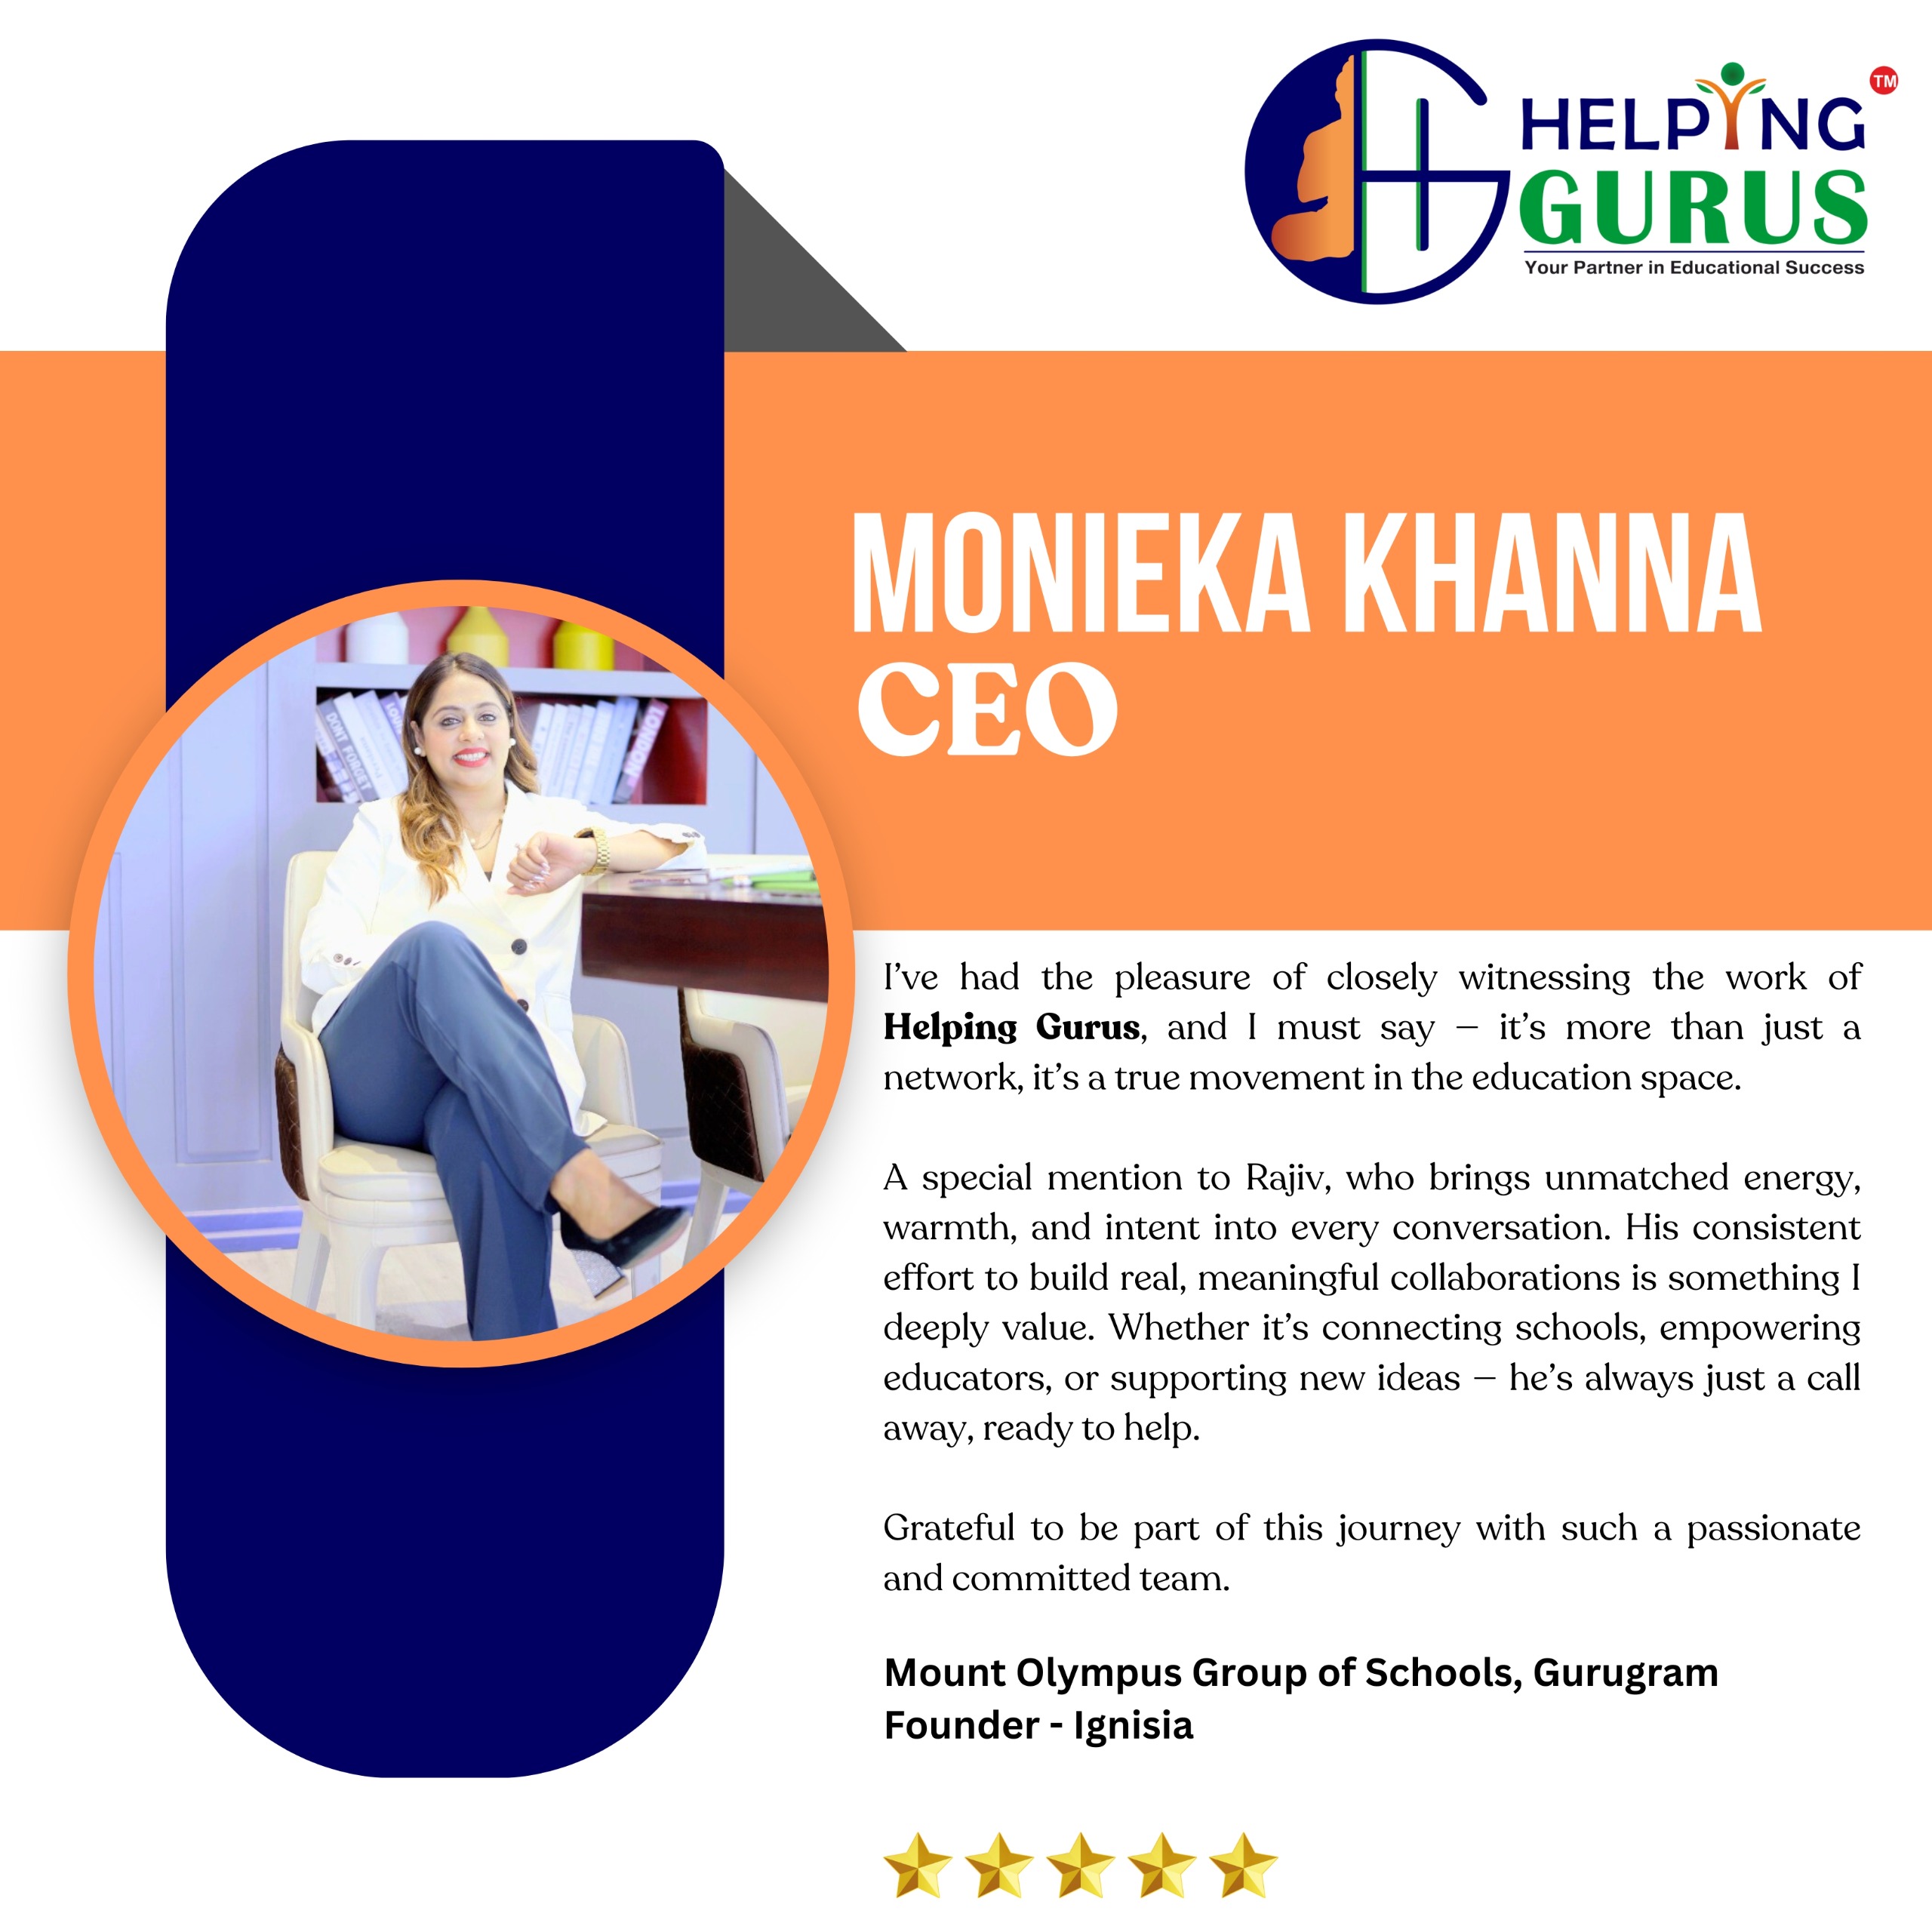 HELPING
TM
GURUS
Your Partner in Educational Success
MONIEKA KHANNA
CEO
DON'T FORGET
I’ve had the pleasure of closely witnessing the work of
Helping Gurus, and I must say – it’s more than just a
network, it’s a true movement in the education space.
A special mention to Rajiv, who brings unmatched energy,
warmth, and intent into every conversation. His consistent
effort to build real, meaningful collaborations is something I
deeply value. Whether it’s connecting schools, empowering
educators, or supporting new ideas – he’s always just a call
away, ready to help.
Grateful to be part of this journey with such a passionate
and committed team.
Mount Olympus Group of Schools, Gurugram
Founder - Ignisia